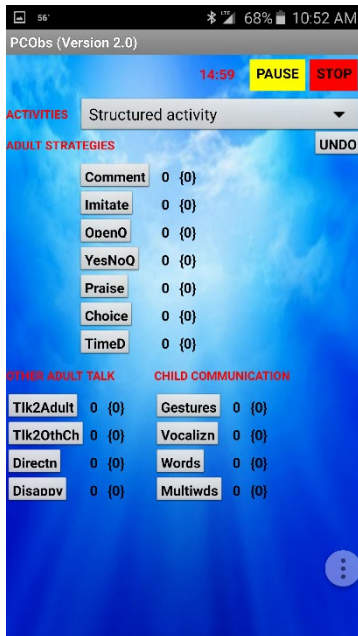 56° LTE 68% 10:52 AM
PCObs (Version 2.0)
14:59 PAUSE STOP
ACTIVITIES Structured activity
ADULT STRATEGIES UNDO
Comment 0 {0}
Imitate 0 {0}
OpenQ 0 {0}
YesNoQ 0 {0}
Praise 0 {0}
Choice 0 {0}
TimeD 0 {0}
OTHER ADULT TALK CHILD COMMUNICATION
Tlk2Adult 0 {0} Gestures 0 {0}
Tlk2OthCh 0 {0} Vocalizn 0 {0}
Directn 0 {0} Words 0 {0}
Disappv 0 {0} Multiwds 0 {0}